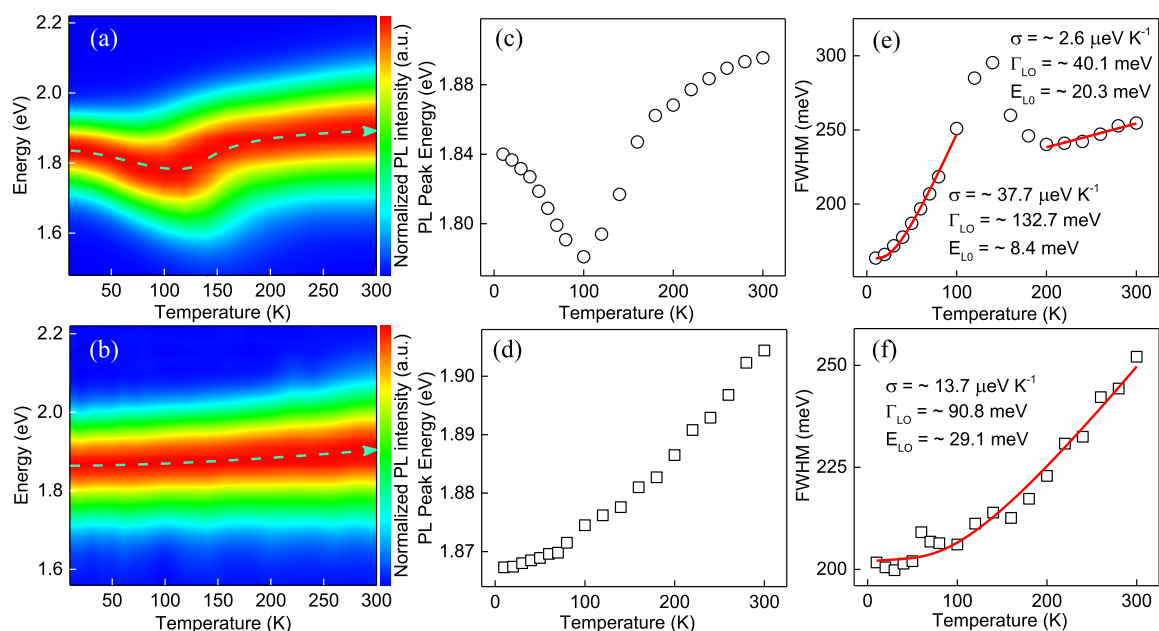 (a)
2.2
2.0
1.8
1.6
Energy (eV)
50
100
150
200
250
300
Temperature (K)
Normalized PL intensity (a.u.)
(c)
1.88
1.84
1.80
PL Peak Energy (eV)
0
100
200
300
Temperature (K)
(e)
σ = ~ 2.6 μeV K⁻¹
Γ_LO = ~ 40.1 meV
E_L0 = ~ 20.3 meV
σ = ~ 37.7 μeV K⁻¹
Γ_LO = ~ 132.7 meV
E_L0 = ~ 8.4 meV
300
250
200
150
FWHM (meV)
0
100
200
300
Temperature (K)
(b)
2.2
2.0
1.8
1.6
Energy (eV)
50
100
150
200
250
300
Temperature (K)
Normalized PL intensity (a.u.)
(d)
1.90
1.89
1.88
1.87
PL Peak Energy (eV)
0
100
200
300
Temperature (K)
(f)
σ = ~ 13.7 μeV K⁻¹
Γ_LO = ~ 90.8 meV
E_LO = ~ 29.1 meV
250
225
200
FWHM (meV)
0
100
200
300
Temperature (K)